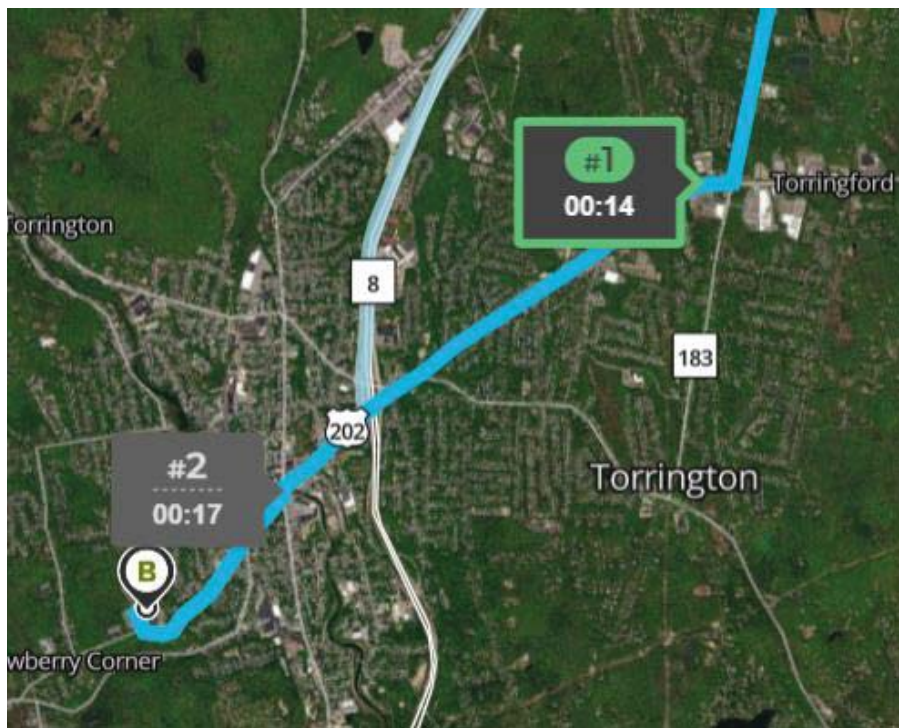 #1
00:14
Torringford
Torrington
8
183
202
#2
00:17
Torrington
B
wberry Corner